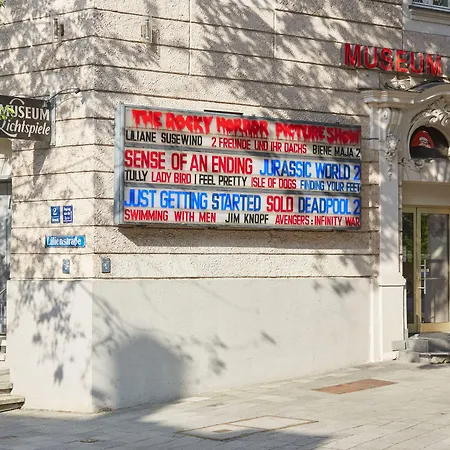 MUSEUM
MUSEUM
Lichtspiele
THE ROCKY HORROR PICTURE SHOW
LILIANE SUSEWIND 2 FREUNDE UND IHR DACHS BIENE MAJA 2
SENSE OF AN ENDING JURASSIC WORLD 2
TULLY LADY BIRD I FEEL PRETTY ISLE OF DOGS FINDING YOUR FEET
JUST GETTING STARTED SOLO DEADPOOL 2
SWIMMING WITH MEN JIM KNOPF AVENGERS: INFINITY WAR
Lilienstraße